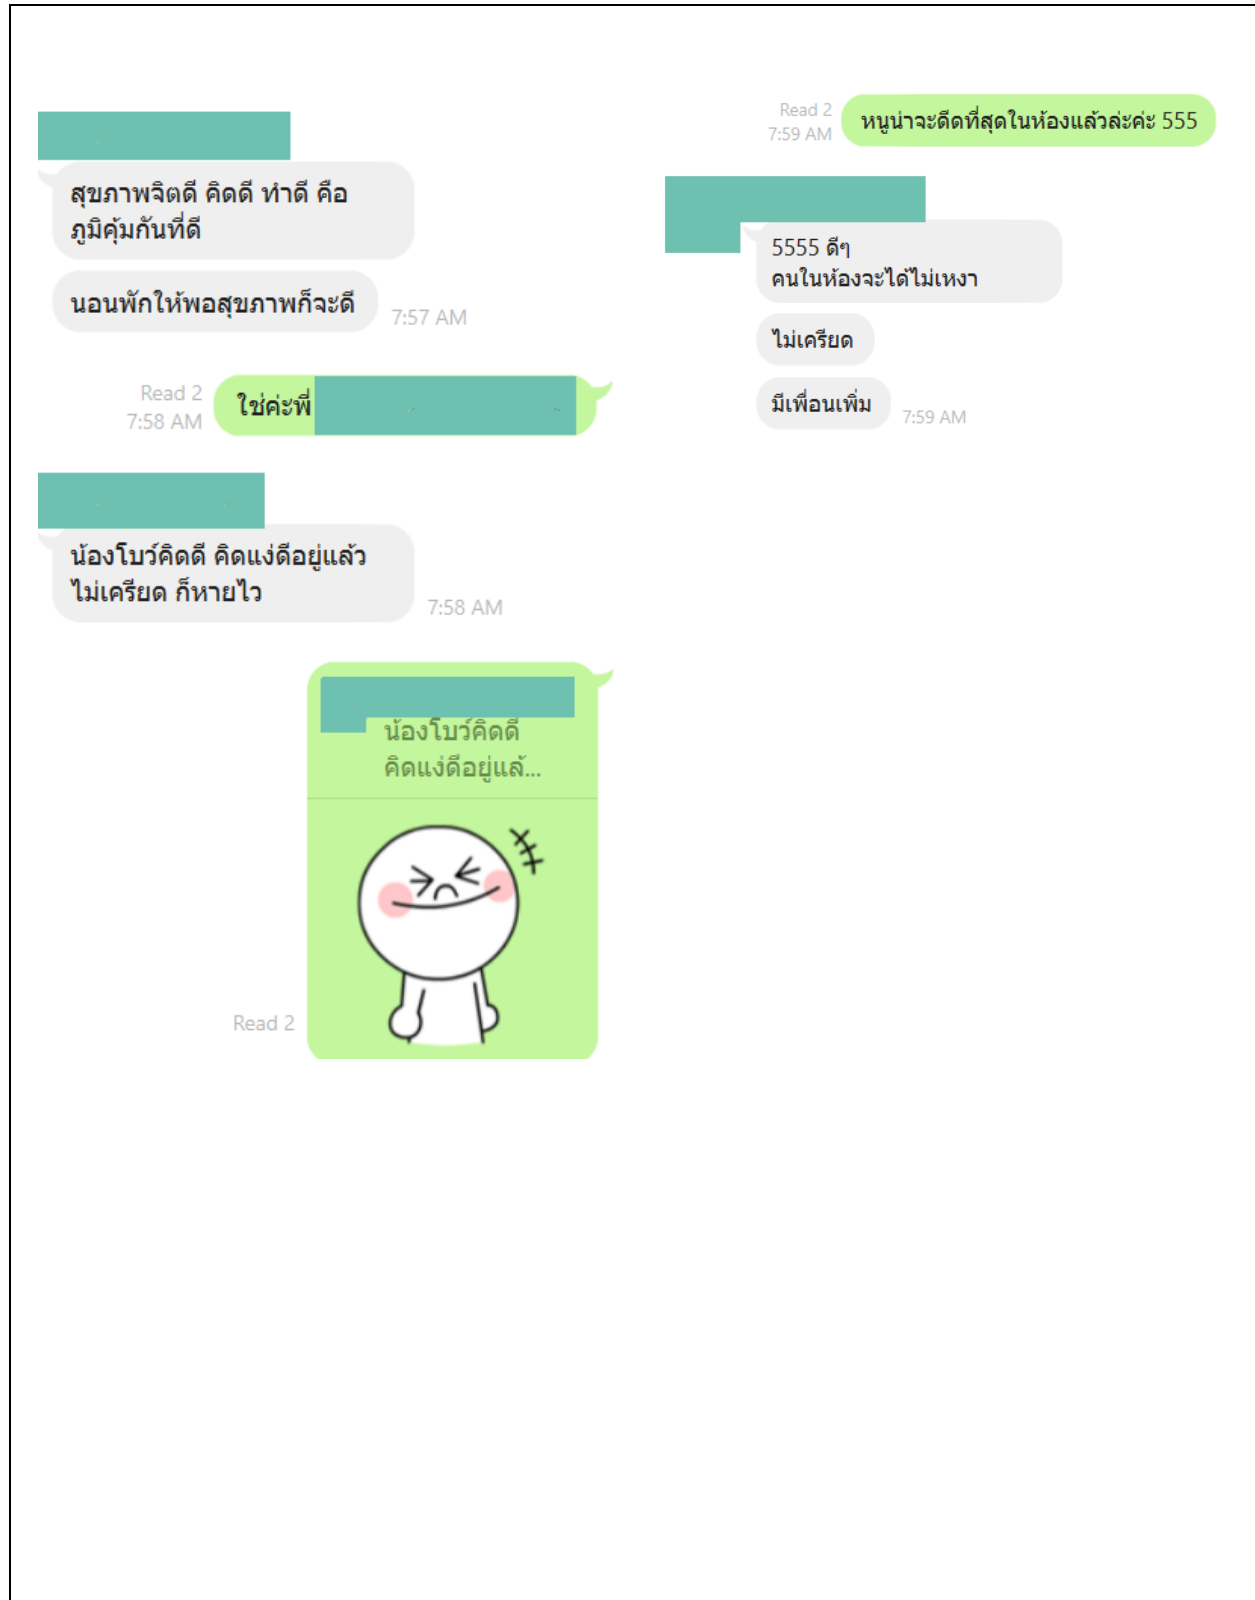 สุขภาพจิตดี คิดดี ทำดี คือ
ภูมิคุ้มกันที่ดี
นอนพักให้พอสุขภาพก็จะดี
7:57 AM
Read 2
7:58 AM
ใช่ค่ะพี่
น้องโบว์คิดดี คิดแง่ดีอยู่แล้ว
ไม่เครียด ก็หายไว
7:58 AM
น้องโบว์คิดดี
คิดแง่ดีอยู่แล้...
Read 2
Read 2
7:59 AM
หนูน่าจะดีดที่สุดในห้องแล้วล่ะค่ะ 555
5555 ดีๆ
คนในห้องจะได้ไม่เหงา
ไม่เครียด
มีเพื่อนเพิ่ม
7:59 AM